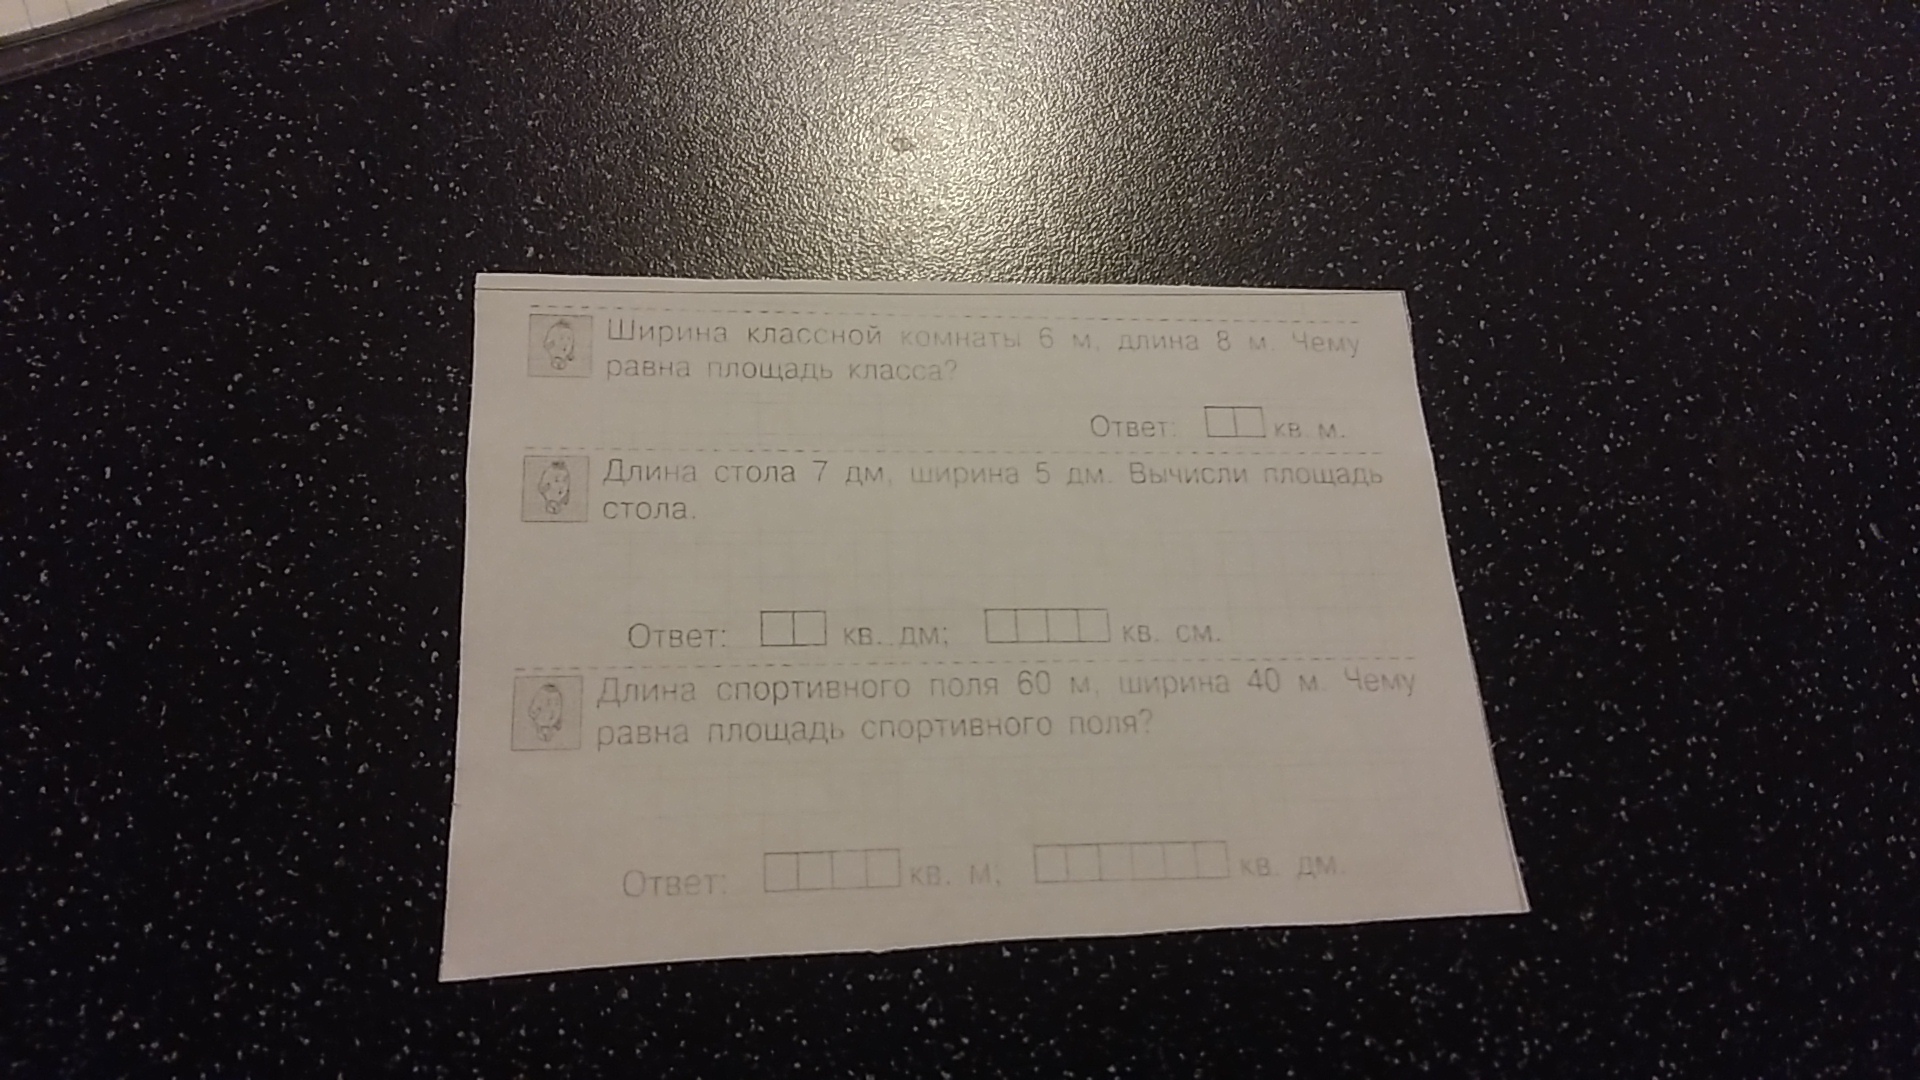 Ширина классной комнаты 6 м, длина 8 м. Чему
равна площадь класса?
Ответ: кв. м.
Длина стола 7 дм, ширина 5 дм. Вычисли площадь
стола.
Ответ: кв. дм; кв. см.
Длина спортивного поля 60 м, ширина 40 м. Чему
равна площадь спортивного поля?
Ответ: кв. м; кв. дм.